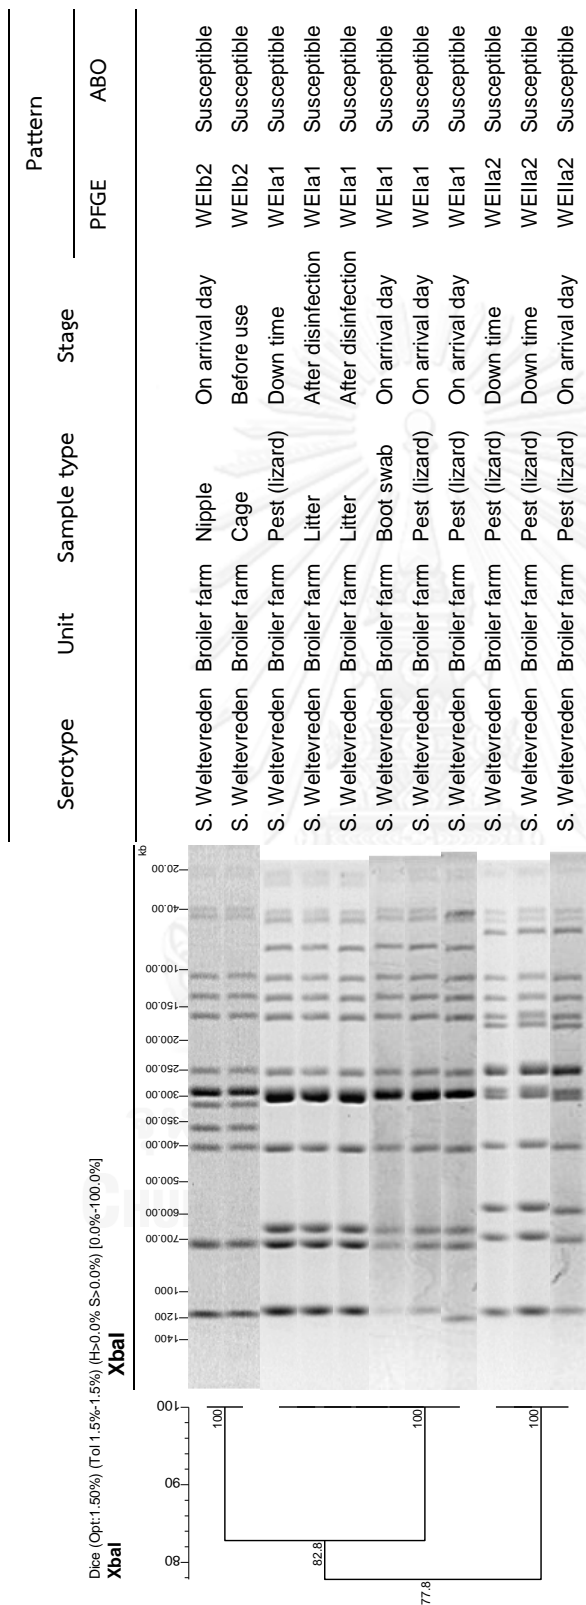 Dice (Opt:1.50%) (Tol 1.5%-1.5%) (H>0.0% S>0.0%) [0.0%-100.0%]
XbaI XbaI
Pattern
Serotype Unit Sample type Stage PFGE ABO
80 90 100
1400 1200 1000 700.00 600.00 500.00 400.00 350.00 300.00 250.00 200.00 150.00 100.00 40.00 20.00 kb
100
100
100
82.8
77.8
S. Weltevreden Broiler farm Nipple On arrival day WEIb2 Susceptible
S. Weltevreden Broiler farm Cage Before use WEIb2 Susceptible
S. Weltevreden Broiler farm Pest (lizard) Down time WEIa1 Susceptible
S. Weltevreden Broiler farm Litter After disinfection WEIa1 Susceptible
S. Weltevreden Broiler farm Litter After disinfection WEIa1 Susceptible
S. Weltevreden Broiler farm Boot swab On arrival day WEIa1 Susceptible
S. Weltevreden Broiler farm Pest (lizard) On arrival day WEIa1 Susceptible
S. Weltevreden Broiler farm Pest (lizard) On arrival day WEIa1 Susceptible
S. Weltevreden Broiler farm Pest (lizard) Down time WEIIa2 Susceptible
S. Weltevreden Broiler farm Pest (lizard) Down time WEIIa2 Susceptible
S. Weltevreden Broiler farm Pest (lizard) On arrival day WEIIa2 Susceptible